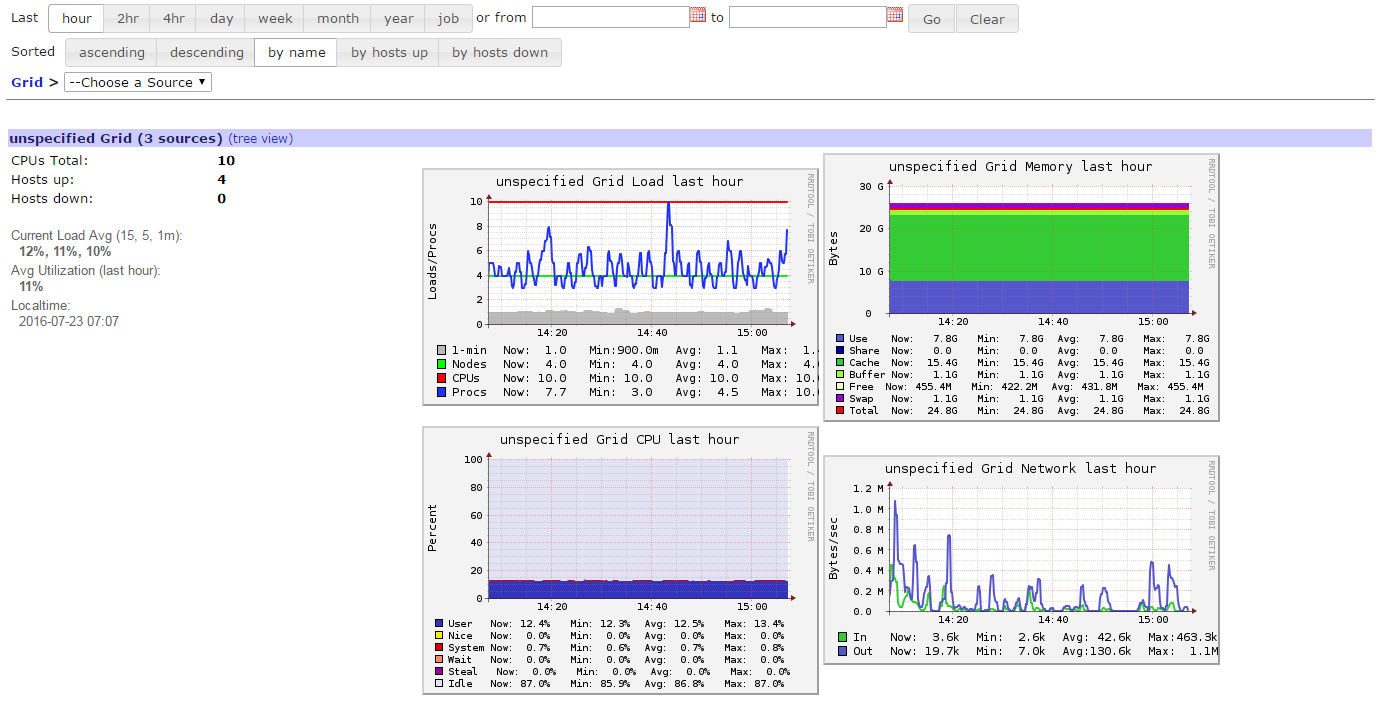 Last hour 2hr 4hr day week month year job or from to Go Clear
Sorted ascending descending by name by hosts up by hosts down
Grid > --Choose a Source
unspecified Grid (3 sources) (tree view)
CPUs Total: 10
Hosts up: 4
Hosts down: 0
Current Load Avg (15, 5, 1m):
12%, 11%, 10%
Avg Utilization (last hour):
11%
Localtime:
2016-07-23 07:07
unspecified Grid Load last hour
RRDTOOL / TOBI OETIKER
Loads/Procs
10
8
6
4
2
0
14:20 14:40 15:00
1-min Now: 1.0 Min:900.0m Avg: 1.1 Max: 1.
Nodes Now: 4.0 Min: 4.0 Avg: 4.0 Max: 4.
CPUs Now: 10.0 Min: 10.0 Avg: 10.0 Max: 10.
Procs Now: 7.7 Min: 3.0 Avg: 4.5 Max: 10.
unspecified Grid Memory last hour
RRDTOOL / TOBI OETIKER
Bytes
30 G
20 G
10 G
0
14:20 14:40 15:00
Use Now: 7.8G Min: 7.8G Avg: 7.8G Max: 7.8G
Share Now: 0.0 Min: 0.0 Avg: 0.0 Max: 0.0
Cache Now: 15.4G Min: 15.4G Avg: 15.4G Max: 15.4G
Buffer Now: 1.1G Min: 1.1G Avg: 1.1G Max: 1.1G
Free Now: 455.4M Min: 422.2M Avg: 431.8M Max: 455.4M
Swap Now: 1.1G Min: 1.1G Avg: 1.1G Max: 1.1G
Total Now: 24.8G Min: 24.8G Avg: 24.8G Max: 24.8G
unspecified Grid CPU last hour
RRDTOOL / TOBI OETIKER
Percent
100
80
60
40
20
0
14:20 14:40 15:00
User Now: 12.4% Min: 12.3% Avg: 12.5% Max: 13.4%
Nice Now: 0.0% Min: 0.0% Avg: 0.0% Max: 0.0%
System Now: 0.7% Min: 0.6% Avg: 0.7% Max: 0.8%
Wait Now: 0.0% Min: 0.0% Avg: 0.0% Max: 0.0%
Steal Now: 0.0% Min: 0.0% Avg: 0.0% Max: 0.0%
Idle Now: 87.0% Min: 85.9% Avg: 86.8% Max: 87.0%
unspecified Grid Network last hour
RRDTOOL / TOBI OETIKER
Bytes/sec
1.2 M
1.0 M
0.8 M
0.6 M
0.4 M
0.2 M
0.0
14:20 14:40 15:00
In Now: 3.6k Min: 2.6k Avg: 42.6k Max:463.3k
Out Now: 19.7k Min: 7.0k Avg:130.6k Max: 1.1M